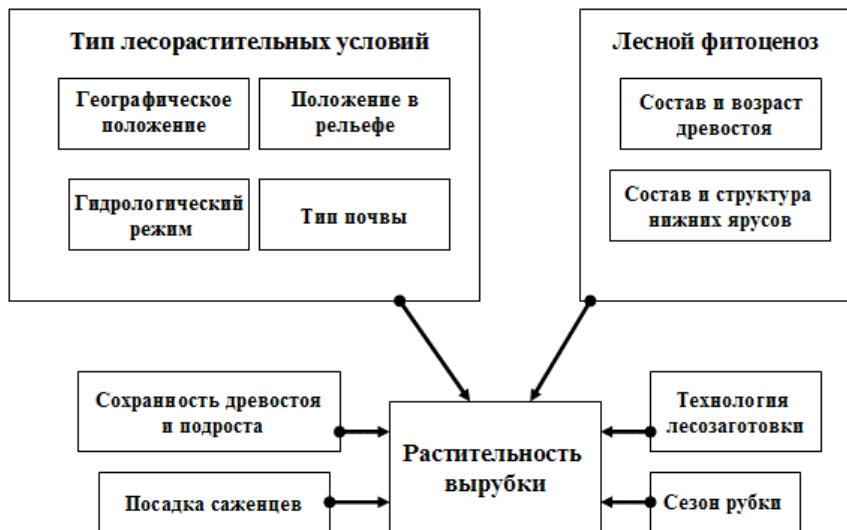 Тип лесорастительных условий
Географическое
положение
Положение в
рельефе
Гидрологический
режим
Тип почвы
Лесной фитоценоз
Состав и возраст
древостоя
Состав и структура
нижних ярусов
Сохранность древостоя
и подроста
Посадка саженцев
Растительность
вырубки
Технология
лесозаготовки
Сезон рубки